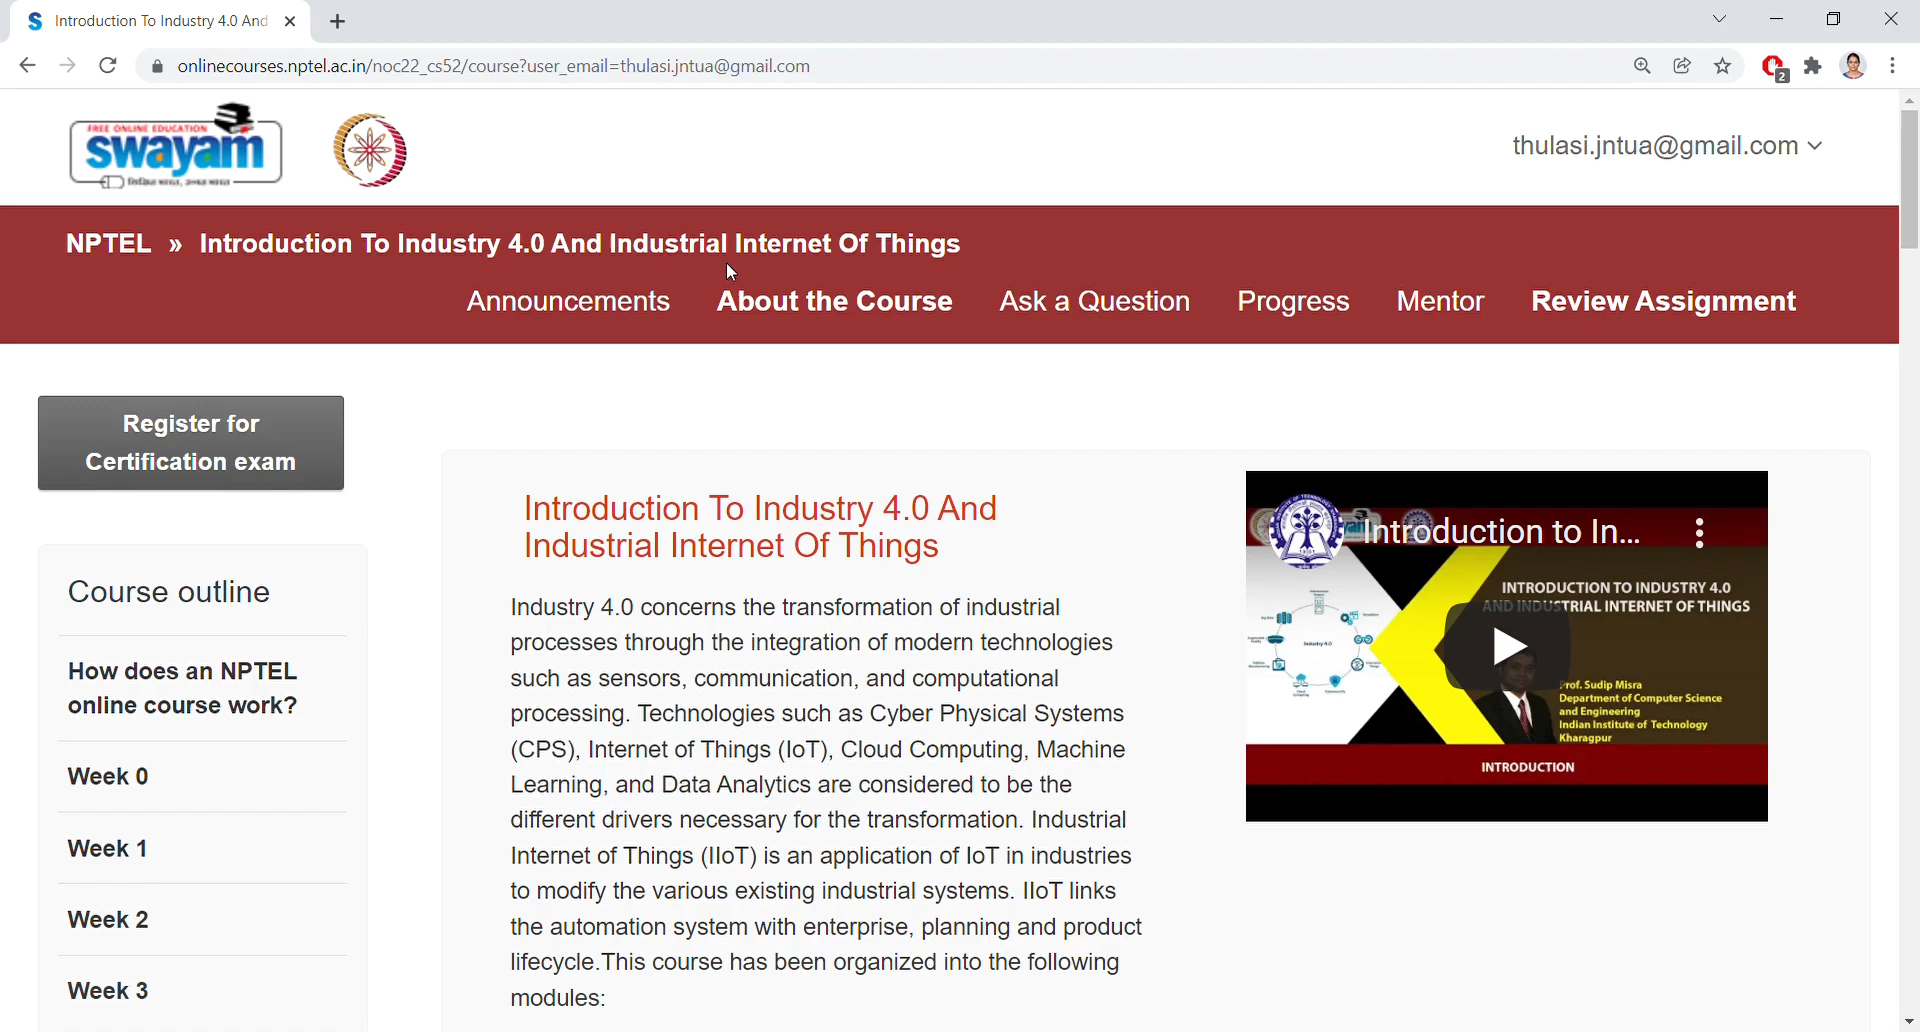 Introduction To Industry 4.0 And
onlinecourses.nptel.ac.in/noc22_cs52/course?user_email=thulasi.jntua@gmail.com
2
FREE ONLINE EDUCATION
swayam
thulasi.jntua@gmail.com
NPTEL » Introduction To Industry 4.0 And Industrial Internet Of Things
Announcements About the Course Ask a Question Progress Mentor Review Assignment
Register for
Certification exam
Course outline
How does an NPTEL
online course work?
Week 0
Week 1
Week 2
Week 3
Introduction To Industry 4.0 And
Industrial Internet Of Things
Industry 4.0 concerns the transformation of industrial
processes through the integration of modern technologies
such as sensors, communication, and computational
processing. Technologies such as Cyber Physical Systems
(CPS), Internet of Things (IoT), Cloud Computing, Machine
Learning, and Data Analytics are considered to be the
different drivers necessary for the transformation. Industrial
Internet of Things (IIoT) is an application of IoT in industries
to modify the various existing industrial systems. IIoT links
the automation system with enterprise, planning and product
lifecycle.This course has been organized into the following
modules:
Introduction to In...
INTRODUCTION TO INDUSTRY 4.0
AND INDUSTRIAL INTERNET OF THINGS
Industry 4.0
Prof. Sudip Misra
Department of Computer Science
and Engineering
Indian Institute of Technology
Kharagpur
INTRODUCTION